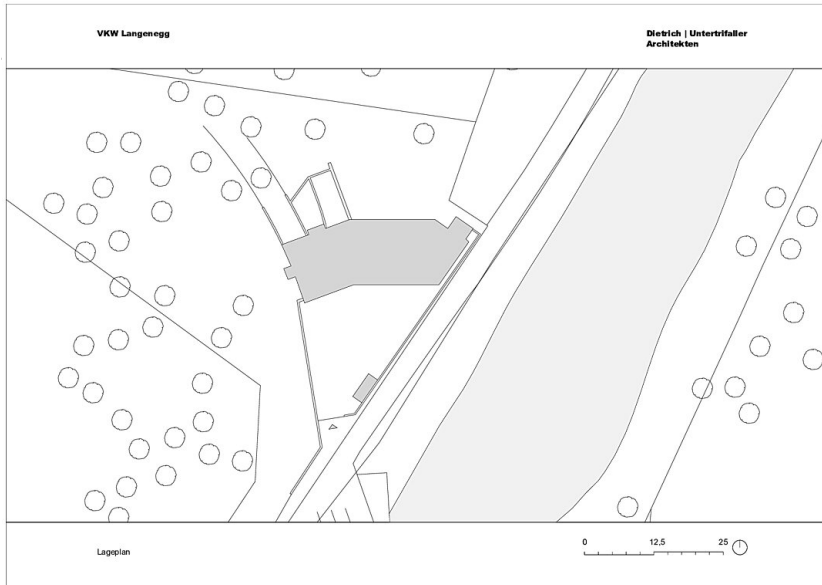 VKW Langenegg
Dietrich | Untertrifaller
Architekten
Lageplan
0 12,5 25